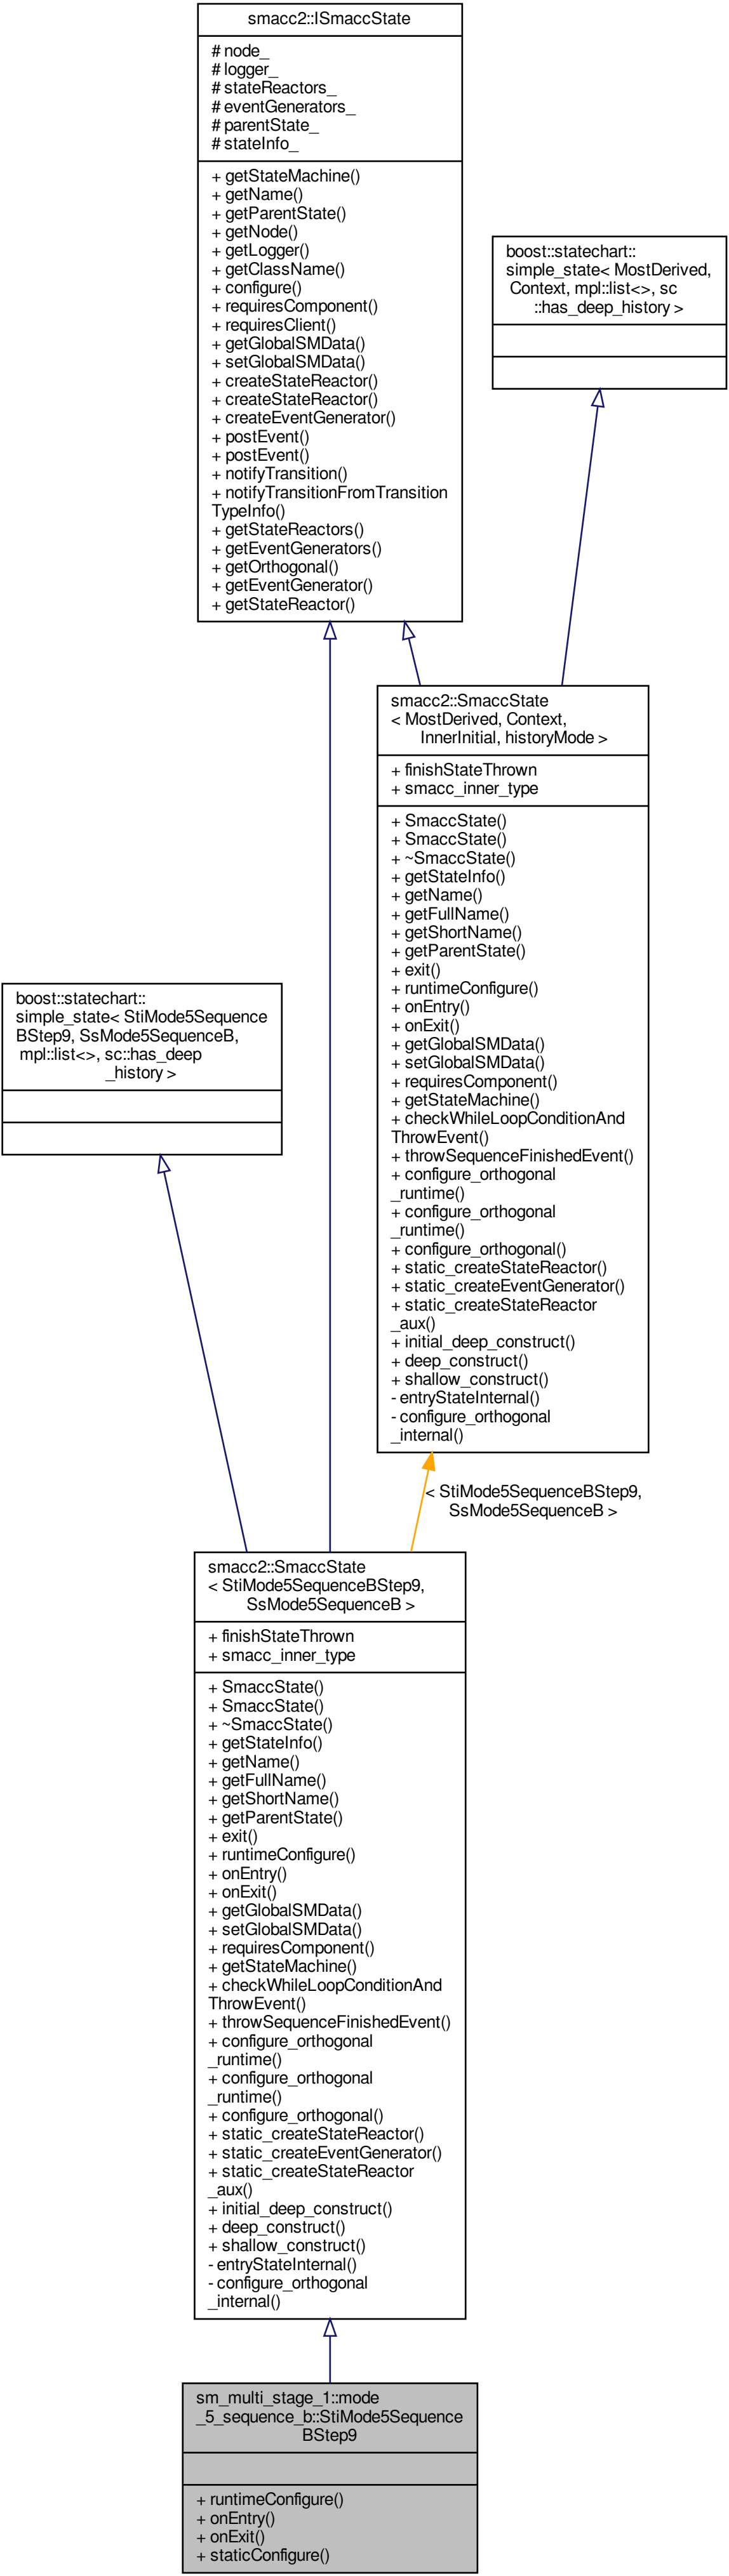 smacc2::ISmaccState
# node_
# logger_
# stateReactors_
# eventGenerators_
# parentState_
# stateInfo_
+ getStateMachine()
+ getName()
+ getParentState()
+ getNode()
+ getLogger()
+ getClassName()
+ configure()
+ requiresComponent()
+ requiresClient()
+ getGlobalSMData()
+ setGlobalSMData()
+ createStateReactor()
+ createStateReactor()
+ createEventGenerator()
+ postEvent()
+ postEvent()
+ notifyTransition()
+ notifyTransitionFromTransition
TypeInfo()
+ getStateReactors()
+ getEventGenerators()
+ getOrthogonal()
+ getEventGenerator()
+ getStateReactor()
boost::statechart::
simple_state< MostDerived,
Context, mpl::list<>, sc
::has_deep_history >
smacc2::SmaccState
< MostDerived, Context,
InnerInitial, historyMode >
+ finishStateThrown
+ smacc_inner_type
+ SmaccState()
+ SmaccState()
+ ~SmaccState()
+ getStateInfo()
+ getName()
+ getFullName()
+ getShortName()
+ getParentState()
+ exit()
+ runtimeConfigure()
+ onEntry()
+ onExit()
+ getGlobalSMData()
+ setGlobalSMData()
+ requiresComponent()
+ getStateMachine()
+ checkWhileLoopConditionAnd
ThrowEvent()
+ throwSequenceFinishedEvent()
+ configure_orthogonal
_runtime()
+ configure_orthogonal
_runtime()
+ configure_orthogonal()
+ static_createStateReactor()
+ static_createEventGenerator()
+ static_createStateReactor
_aux()
+ initial_deep_construct()
+ deep_construct()
+ shallow_construct()
- entryStateInternal()
- configure_orthogonal
_internal()
boost::statechart::
simple_state< StiMode5Sequence
BStep9, SsMode5SequenceB,
mpl::list<>, sc::has_deep
_history >
< StiMode5SequenceBStep9,
SsMode5SequenceB >
smacc2::SmaccState
< StiMode5SequenceBStep9,
SsMode5SequenceB >
+ finishStateThrown
+ smacc_inner_type
+ SmaccState()
+ SmaccState()
+ ~SmaccState()
+ getStateInfo()
+ getName()
+ getFullName()
+ getShortName()
+ getParentState()
+ exit()
+ runtimeConfigure()
+ onEntry()
+ onExit()
+ getGlobalSMData()
+ setGlobalSMData()
+ requiresComponent()
+ getStateMachine()
+ checkWhileLoopConditionAnd
ThrowEvent()
+ throwSequenceFinishedEvent()
+ configure_orthogonal
_runtime()
+ configure_orthogonal
_runtime()
+ configure_orthogonal()
+ static_createStateReactor()
+ static_createEventGenerator()
+ static_createStateReactor
_aux()
+ initial_deep_construct()
+ deep_construct()
+ shallow_construct()
- entryStateInternal()
- configure_orthogonal
_internal()
sm_multi_stage_1::mode
_5_sequence_b::StiMode5Sequence
BStep9
+ runtimeConfigure()
+ onEntry()
+ onExit()
+ staticConfigure()